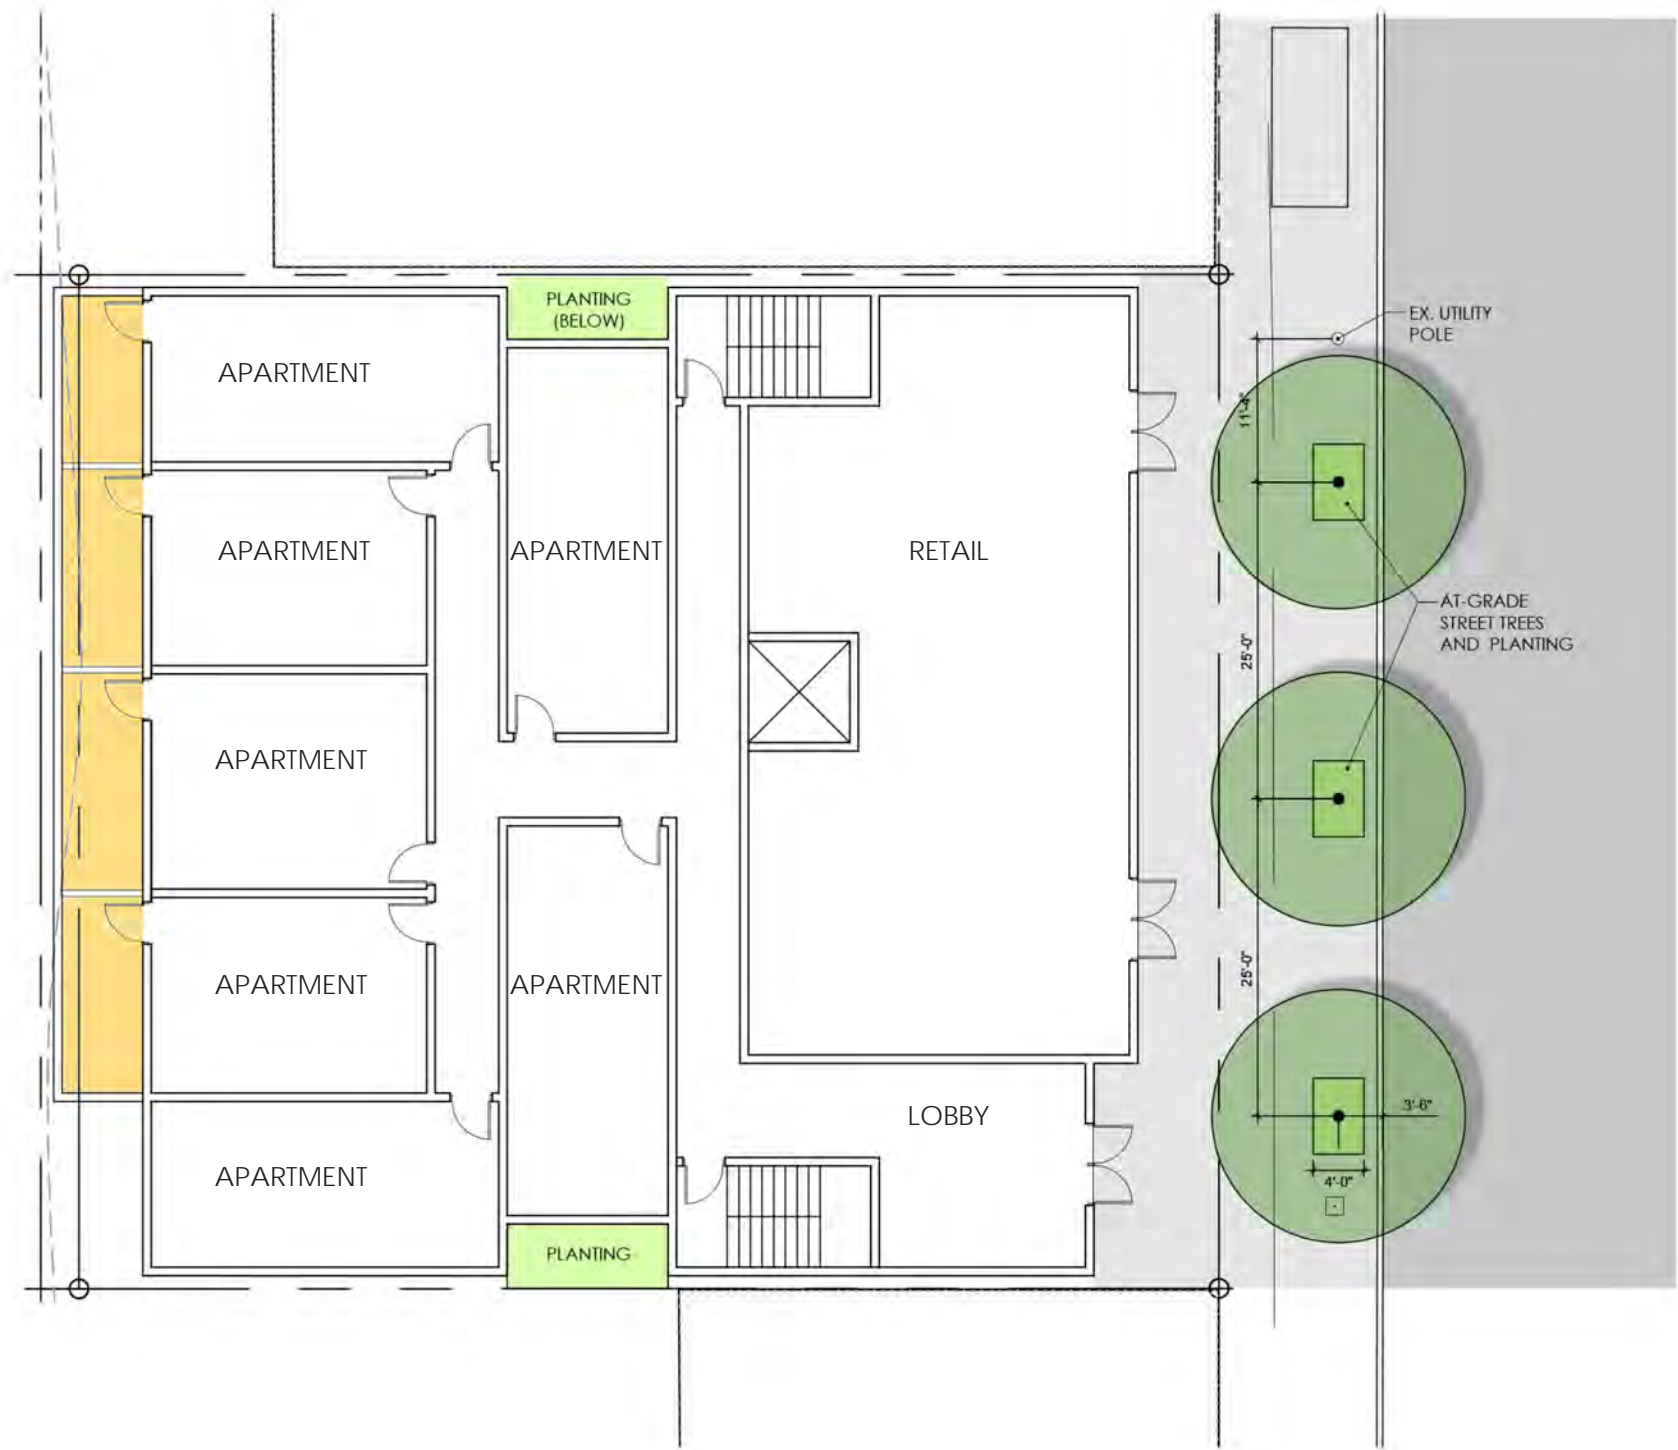 PLANTING
(BELOW)
EX. UTILITY
POLE
APARTMENT
11'-4"
APARTMENT
APARTMENT
RETAIL
AT-GRADE
STREET TREES
AND PLANTING
25'-0"
APARTMENT
APARTMENT
APARTMENT
25'-0"
LOBBY
3'-6"
APARTMENT
4'-0"
PLANTING